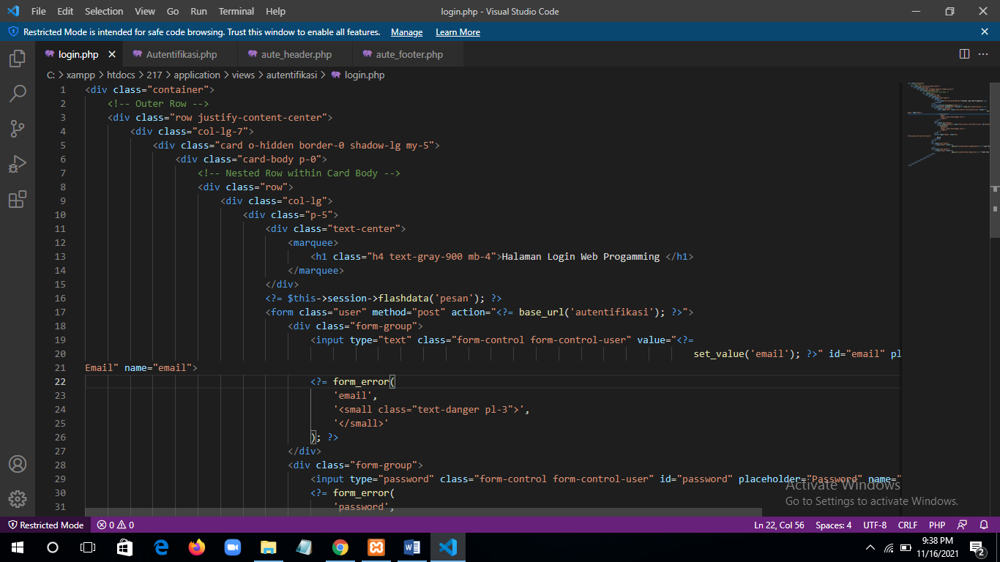 File Edit Selection View Go Run Terminal Help login.php - Visual Studio Code
Restricted Mode is intended for safe code browsing. Trust this window to enable all features. Manage Learn More
login.php Autentifikasi.php aute_header.php aute_footer.php
C: > xampp > htdocs > 217 > application > views > autentifikasi > login.php
1 <div class="container">
2 <!-- Outer Row -->
3 <div class="row justify-content-center">
4 <div class="col-lg-7">
5 <div class="card o-hidden border-0 shadow-lg my-5">
6 <div class="card-body p-0">
7 <!-- Nested Row within Card Body -->
8 <div class="row">
9 <div class="col-lg">
10 <div class="p-5">
11 <div class="text-center">
12 <marquee>
13 <h1 class="h4 text-gray-900 mb-4">Halaman Login Web Progamming </h1>
14 </marquee>
15 </div>
16 <?= $this->session->flashdata('pesan'); ?>
17 <form class="user" method="post" action="<?= base_url('autentifikasi'); ?>">
18 <div class="form-group">
19 <input type="text" class="form-control form-control-user" value="<?=
20 set_value('email'); ?>" id="email" pl
21 Email" name="email">
22 <?= form_error(
23 'email',
24 '<small class="text-danger pl-3">',
25 '</small>'
26 ); ?>
27 </div>
28 <div class="form-group">
29 <input type="password" class="form-control form-control-user" id="password" placeholder="Password" name="
30 <?= form_error(
31 'password',
Activate Windows
Go to Settings to activate Windows.
Restricted Mode 0 0 Ln 22, Col 56 Spaces: 4 UTF-8 CRLF PHP
9:38 PM
11/16/2021
2